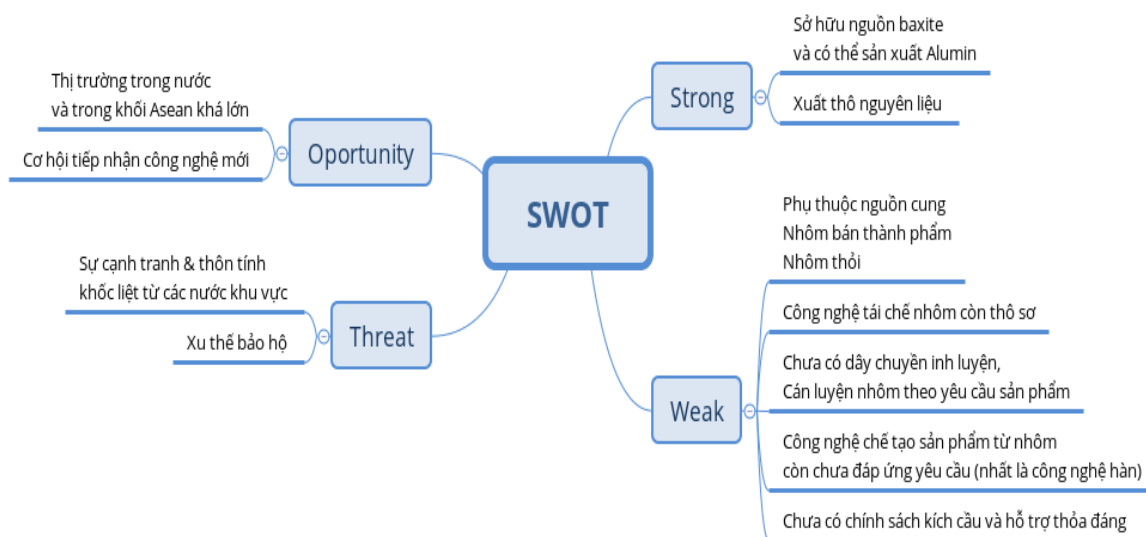 SWOT
Strong
Sở hữu nguồn baxite
và có thể sản xuất Alumin
Xuất thô nguyên liệu
Weak
Phụ thuộc nguồn cung
Nhôm bán thành phẩm
Nhôm thỏi
Công nghệ tái chế nhôm còn thô sơ
Chưa có dây chuyền inh luyện,
Cán luyện nhôm theo yêu cầu sản phẩm
Công nghệ chế tạo sản phẩm từ nhôm
còn chưa đáp ứng yêu cầu (nhất là công nghệ hàn)
Chưa có chính sách kích cầu và hỗ trợ thỏa đáng
Oportunity
Thị trường trong nước
và trong khối Asean khá lớn
Cơ hội tiếp nhận công nghệ mới
Threat
Sự cạnh tranh & thôn tính
khốc liệt từ các nước khu vực
Xu thế bảo hộ